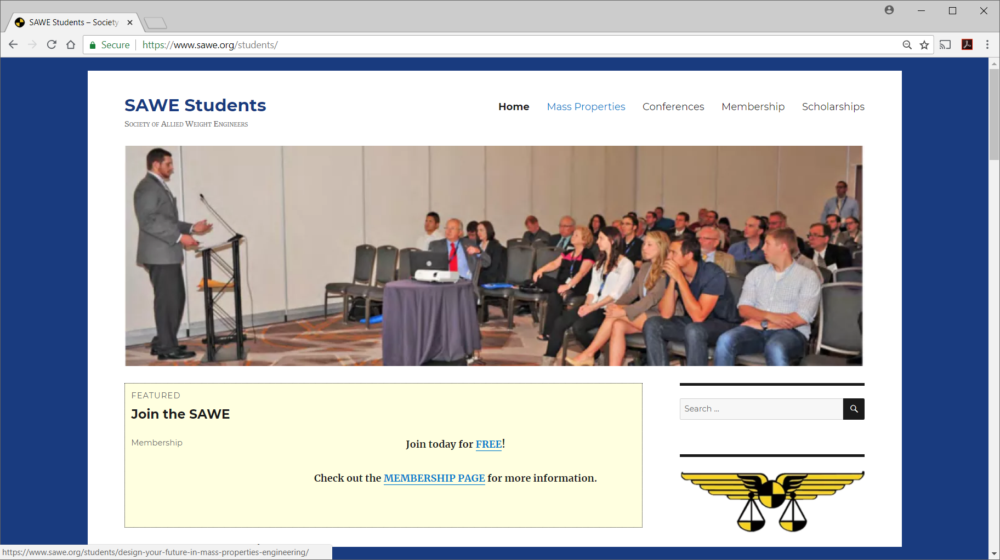 SAWE Students – Society
Secure
https://www.sawe.org/students/
SAWE Students
Society of Allied Weight Engineers
Home
Mass Properties
Conferences
Membership
Scholarships
FEATURED
Join the SAWE
Membership
Join today for FREE!
Check out the MEMBERSHIP PAGE for more information.
Search ...
https://www.sawe.org/students/design-your-future-in-mass-properties-engineering/